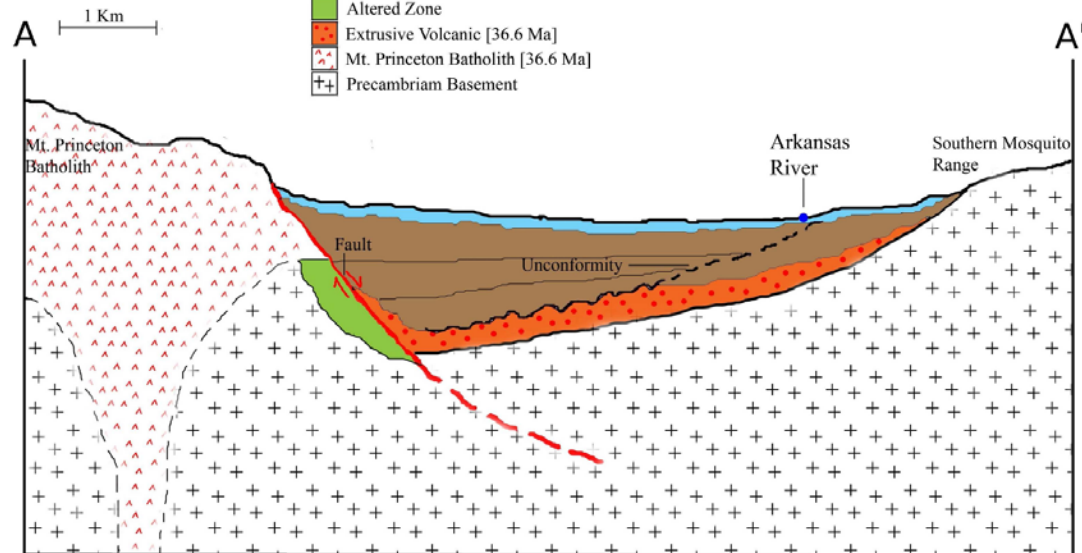 1 Km
A
A'
Altered Zone
Extrusive Volcanic [36.6 Ma]
Mt. Princeton Batholith [36.6 Ma]
Precambriam Basement
Mt. Princeton
Batholith
Arkansas
River
Southern Mosquito
Range
Fault
Unconformity